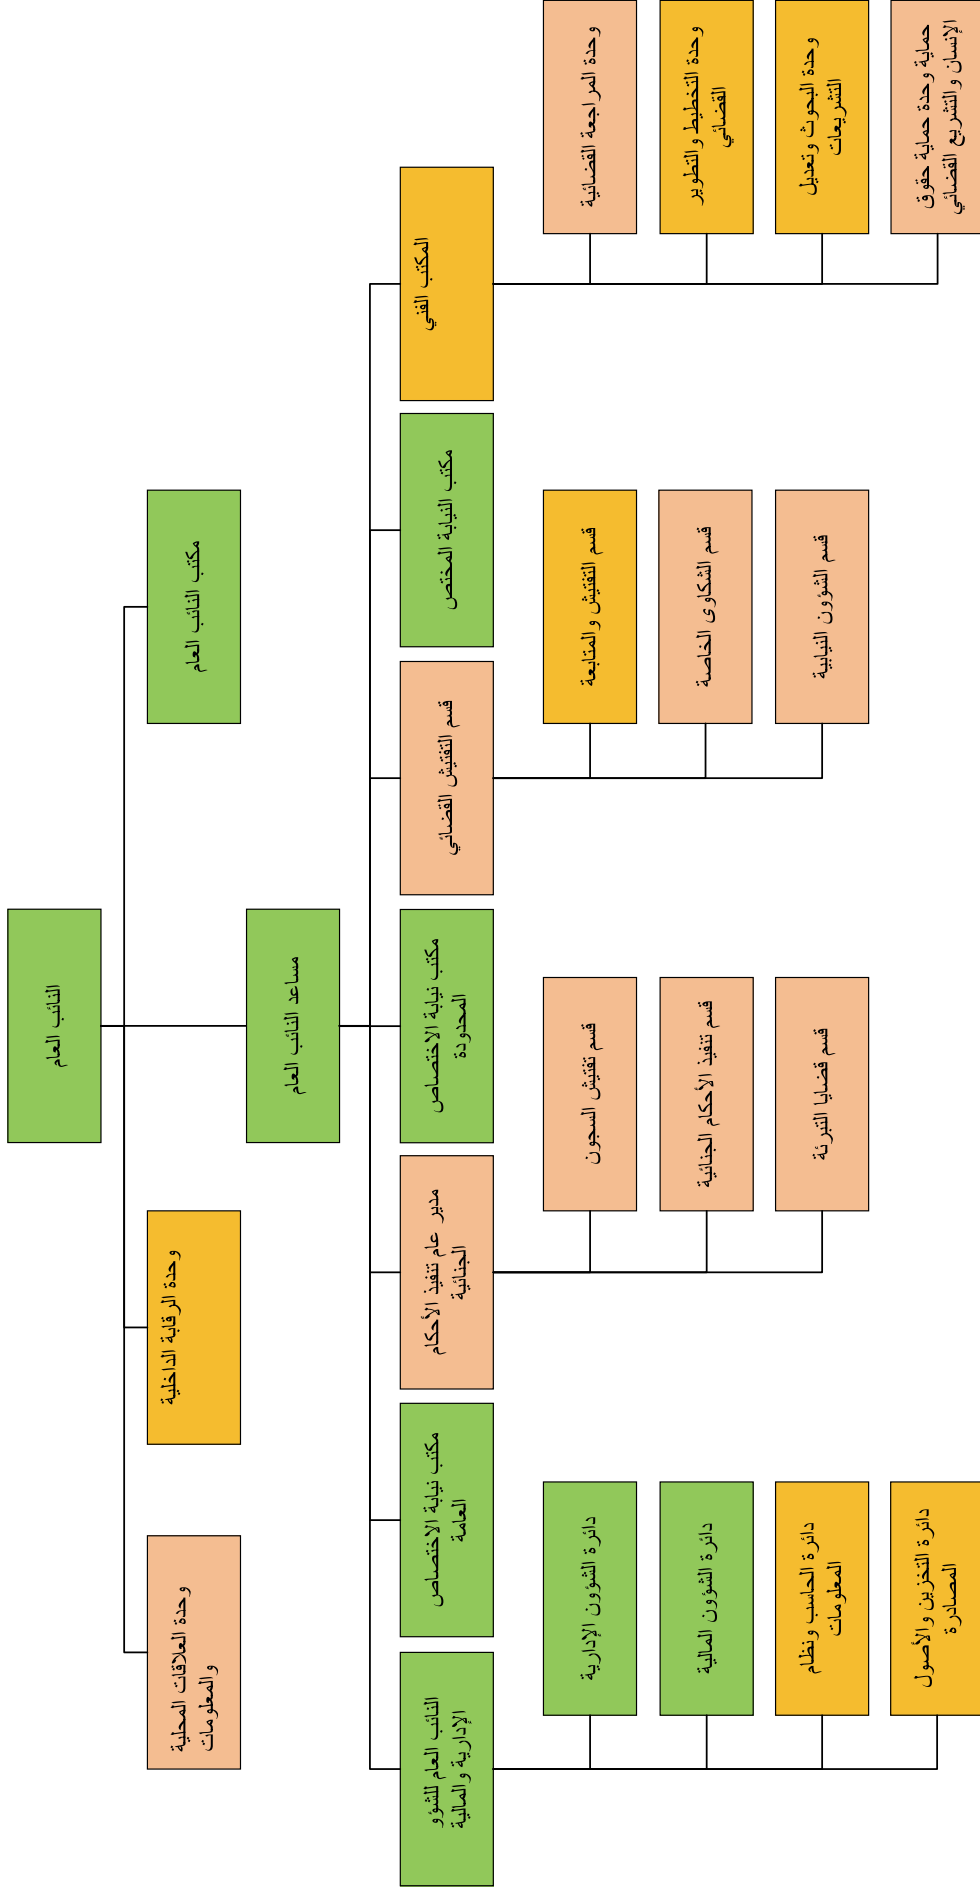 النائب العام
مكتب النائب العام
وحدة الرقابة الداخلية
وحدة العلاقات المحلية
والمعلومات
مساعد النائب العام
المكتب الفني
مكتب النيابة المختص
قسم التفتيش القضائي
مكتب نيابة الاختصاص
المحدودة
مدير عام تنفيذ الأحكام
الجنائية
مكتب نيابة الاختصاص
العامة
النائب العام للشؤو
الإدارية والمالية
وحدة المراجعة القضائية
وحدة التخطيط والتطوير
القضائي
وحدة البحوث وتعديل
التشريعات
حماية وحدة حماية حقوق
الإنسان والتشريع القضائي
قسم التفتيش والمتابعة
قسم الشكاوى الخاصة
قسم الشؤون النيابية
قسم تفتيش السجون
قسم تنفيذ الأحكام الجنائية
قسم قضايا التبرئة
دائرة الشؤون الإدارية
دائرة الشؤون المالية
دائرة الحاسب ونظام
المعلومات
دائرة التخزين والأصول
المصادرة